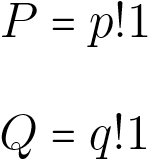 P = p!1
Q = q!1